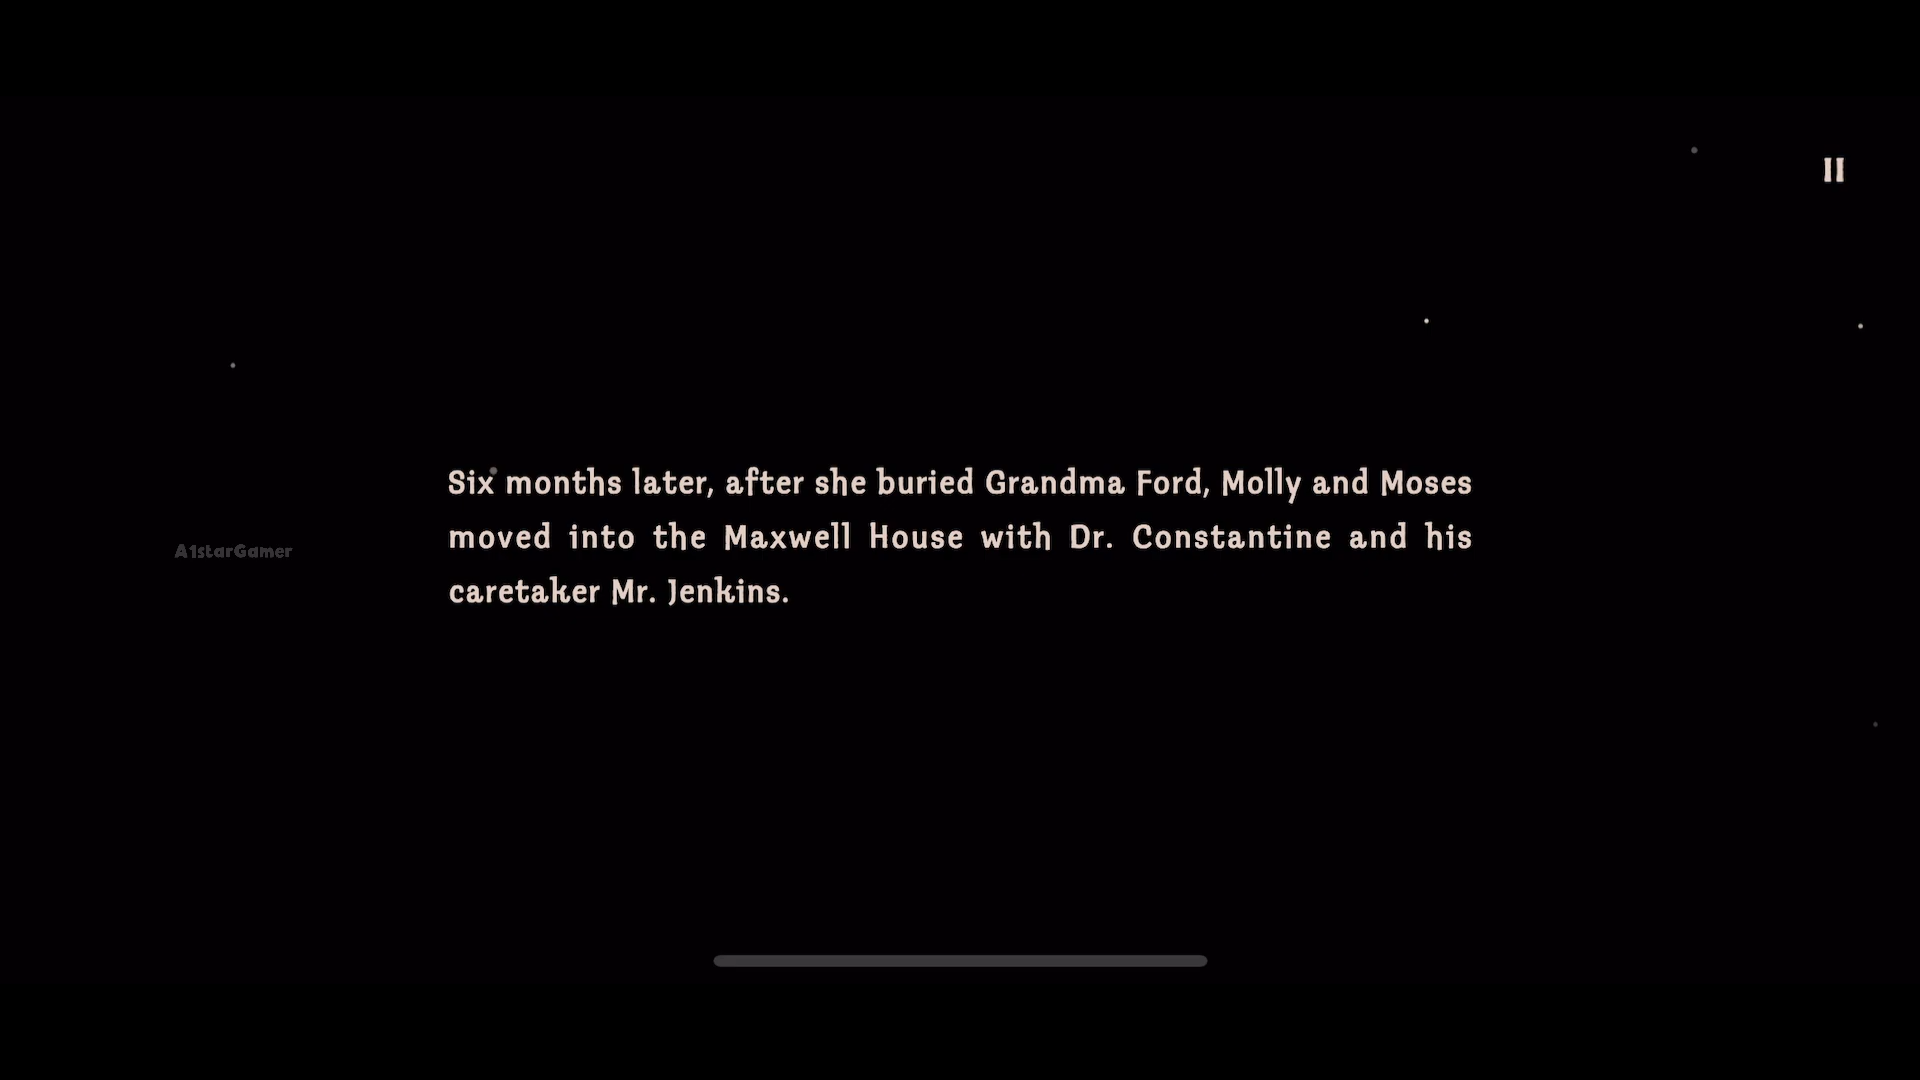 Six months later, after she buried Grandma Ford, Molly and Moses
moved into the Maxwell House with Dr. Constantine and his
caretaker Mr. Jenkins.
A1starGamer